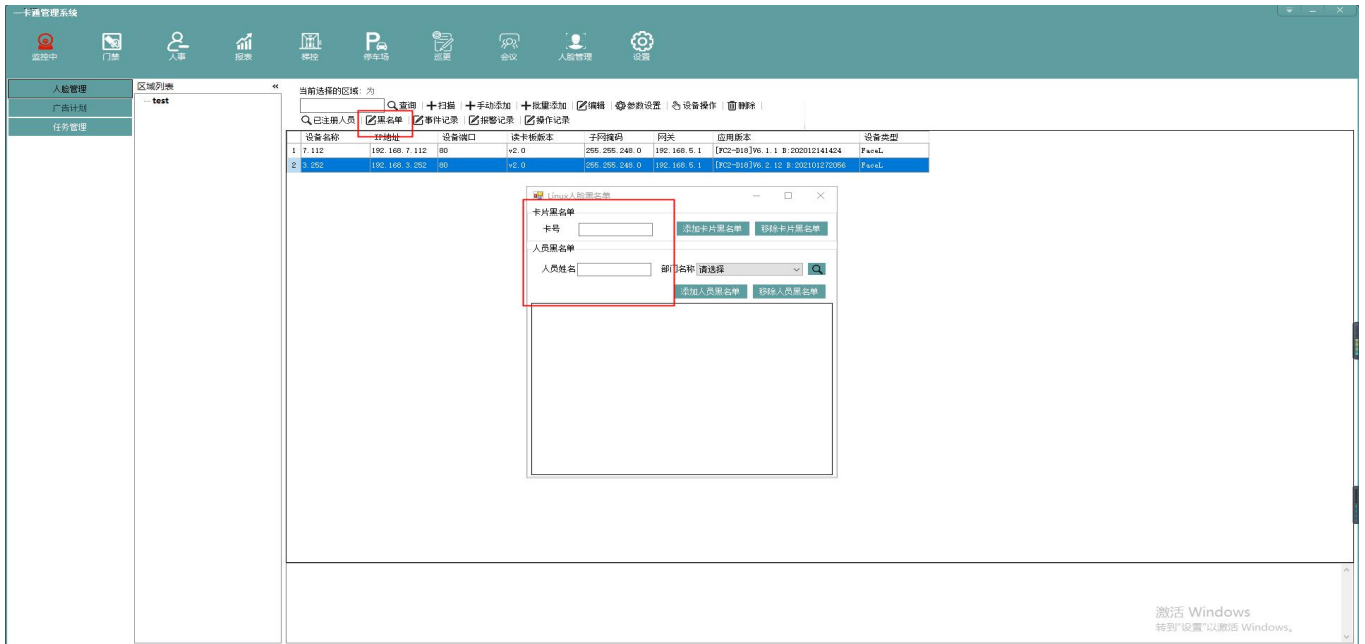 一卡通管理系统
监控中 门禁 人事 报表 梯控 停车场 巡更 会议 人脸管理 设置
人脸管理
广告计划
任务管理
区域列表 «
test
当前选择的区域: 为
查询 扫描 手动添加 批量添加 编辑 参数设置 设备操作 删除
已注册人员 黑名单 事件记录 报警记录 操作记录
设备名称 IP地址 设备端口 读卡板版本 子网掩码 网关 应用版本 设备类型
1 7.112 192.168.7.112 80 v2.0 255.255.248.0 192.168.5.1 [FC2-D18]V6.1.1 B:202012141424 FaceL
2 3.252 192.168.3.252 80 v2.0 255.255.248.0 192.168.5.1 [FC2-D18]V6.2.12 B:202101272056 FaceL
Linux人脸黑名单
卡片黑名单
卡号 添加卡片黑名单 移除卡片黑名单
人员黑名单
人员姓名 部门名称 请选择
添加人员黑名单 移除人员黑名单
激活 Windows
转到"设置"以激活 Windows。